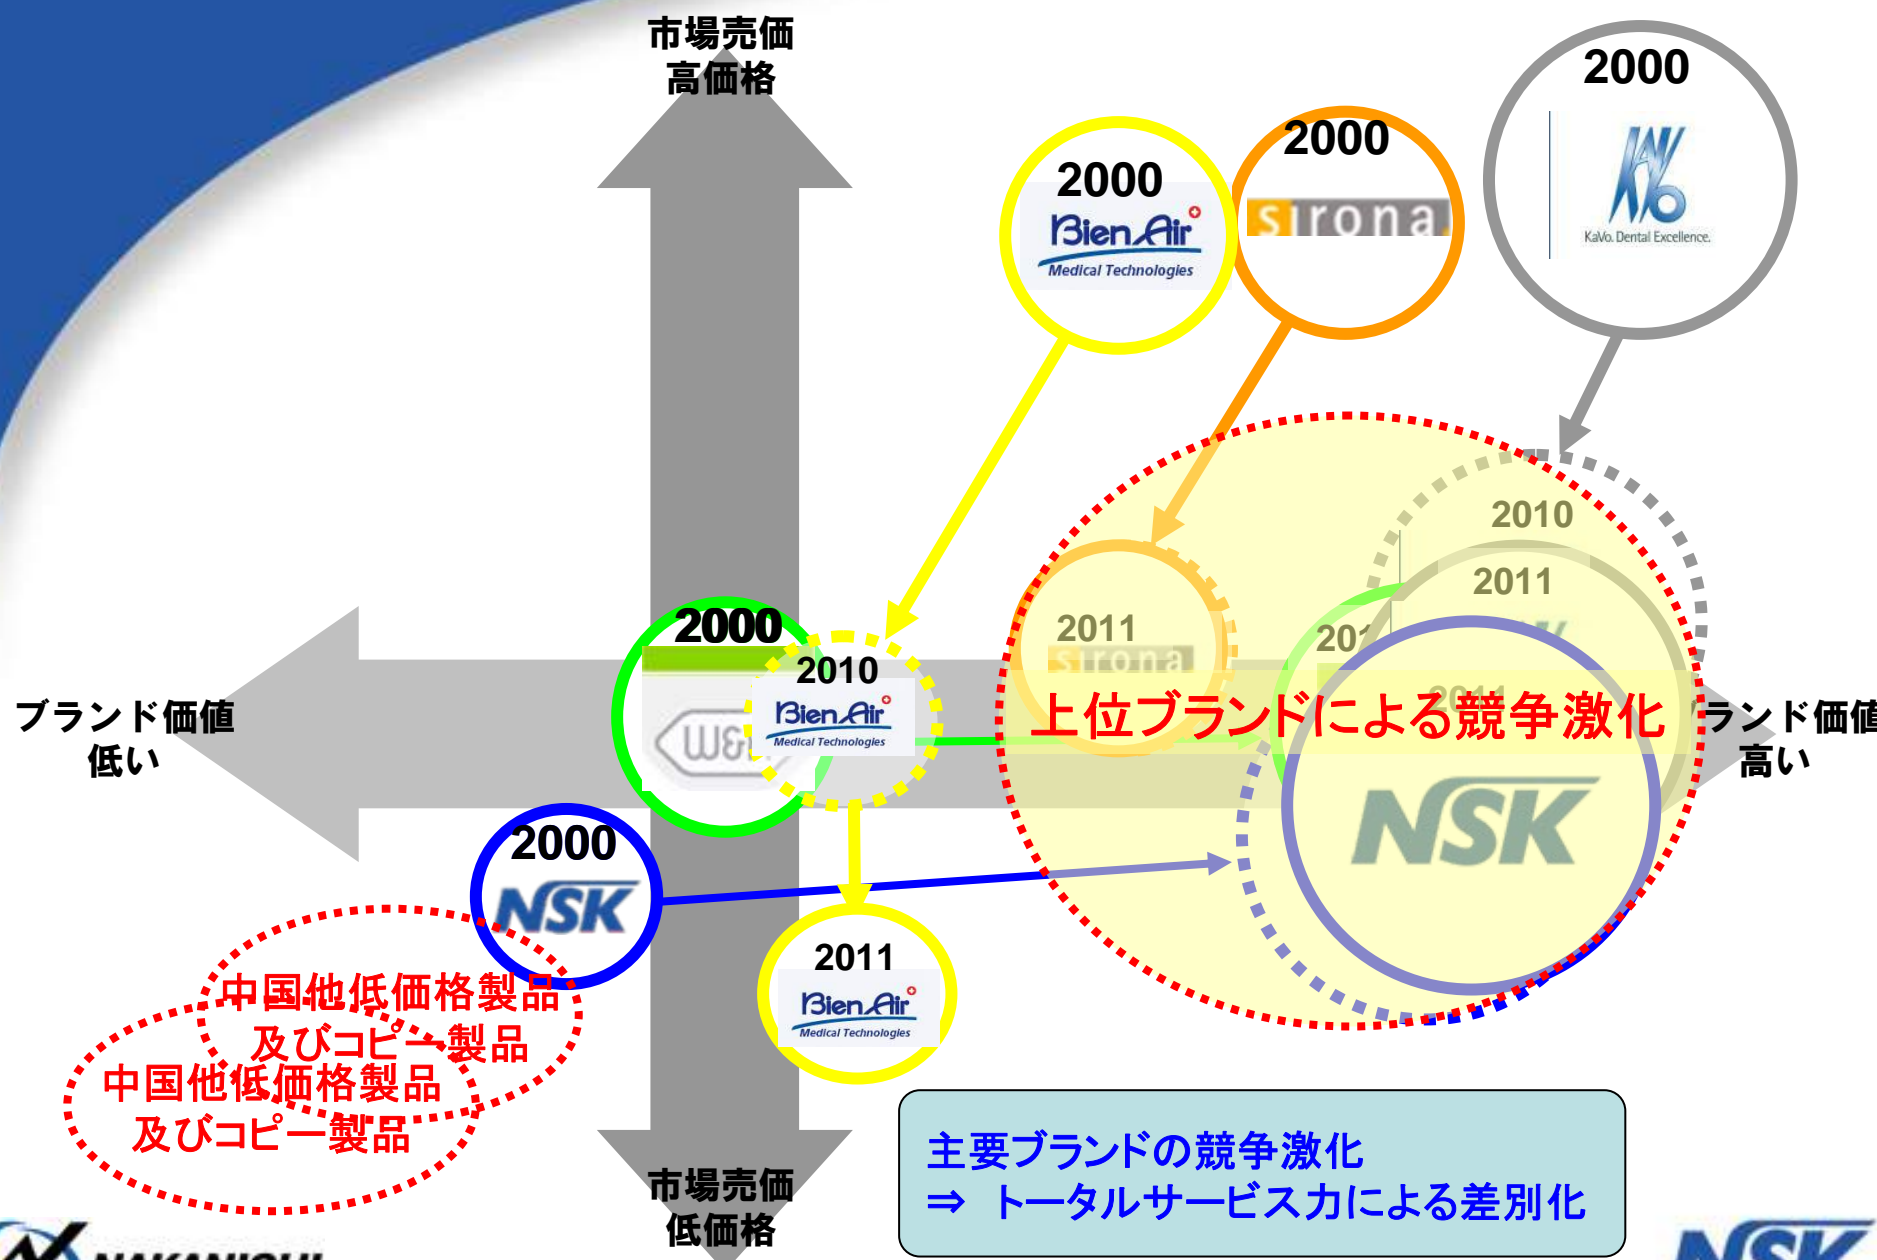 市場売価
高価格
2000
2000
2000
Bien Air
Medical Technologies
sirona
KaVo
KaVo. Dental Excellence.
2010
2011
2000
2011
sirona
2010
Bien Air
Medical Technologies
W&
2011
上位ブランドによる競争激化
ブランド価値
低い
ランド価値
高い
NSK
2000
NSK
2011
Bien Air
Medical Technologies
中国他低価格製品
及びコピー製品
中国他低価格製品
及びコピー製品
主要ブランドの競争激化
⇒ トータルサービス力による差別化
市場売価
低価格
NAKANISHI
NSK